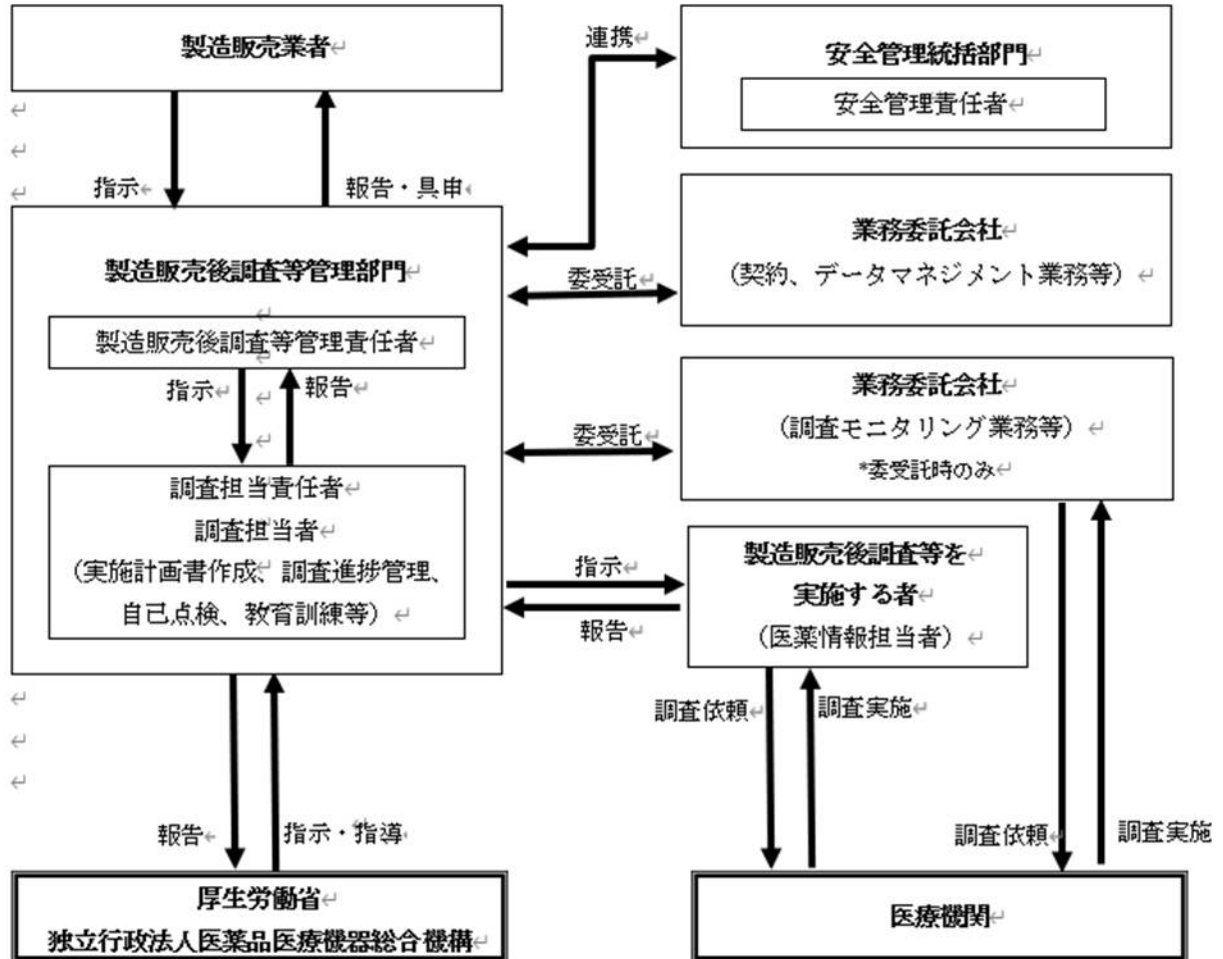 製造販売業者
連携
安全管理統括部門
安全管理責任者
指示
報告・具申
製造販売後調査等管理部門
委受託
業務委託会社
（契約、データマネジメント業務等）
製造販売後調査等管理責任者
指示
報告
委受託
業務委託会社
（調査モニタリング業務等）
*委受託時のみ
調査担当責任者
調査担当者
（実施計画書作成、調査進捗管理、
自己点検、教育訓練等）
指示
報告
製造販売後調査等を
実施する者
（医薬情報担当者）
調査依頼
調査実施
報告
指示・指導
調査依頼
調査実施
厚生労働省
独立行政法人医薬品医療機器総合機構
医療機関